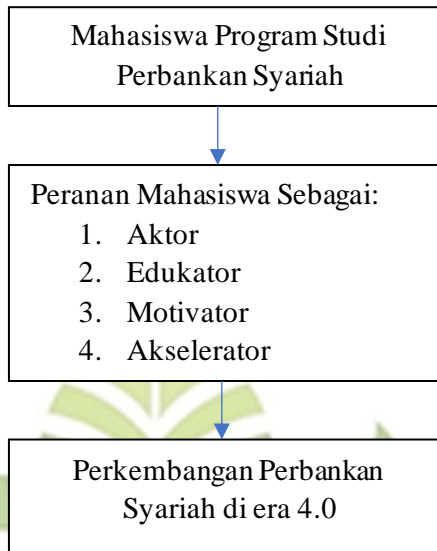 Mahasiswa Program Studi
Perbankan Syariah
Peranan Mahasiswa Sebagai:
1. Aktor
2. Edukator
3. Motivator
4. Akselerator
Perkembangan Perbankan
Syariah di era 4.0